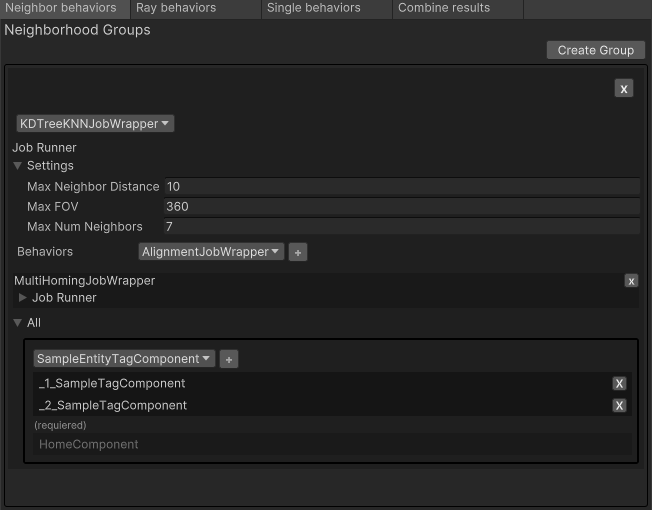 Neighbor behaviors Ray behaviors Single behaviors Combine results
Neighborhood Groups
Create Group
x
KDTreeKNNJobWrapper
Job Runner
Settings
Max Neighbor Distance 10
Max FOV 360
Max Num Neighbors 7
Behaviors AlignmentJobWrapper +
MultiHomingJobWrapper x
Job Runner
All
SampleEntityTagComponent +
_1_SampleTagComponent X
_2_SampleTagComponent X
(requiered)
HomeComponent